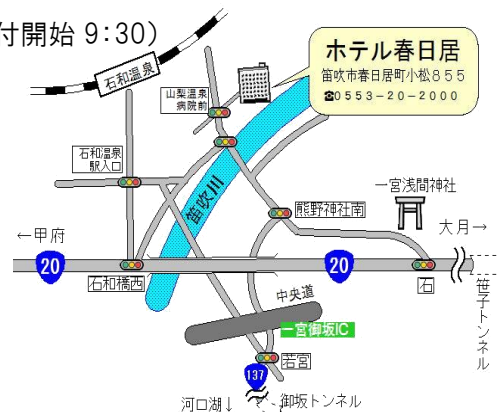 付開始 9:30)
石和温泉
ホテル春日居
笛吹市春日居町小松855
☎0553-20-2000
山梨温泉
病院前
石和温泉
駅入口
笛吹川
熊野神社南
一宮浅間神社
←甲府
大月→
20
20
石和橋西
石
笹子トンネル
中央道
一宮御坂IC
若宮
137
河口湖↓
御坂トンネル